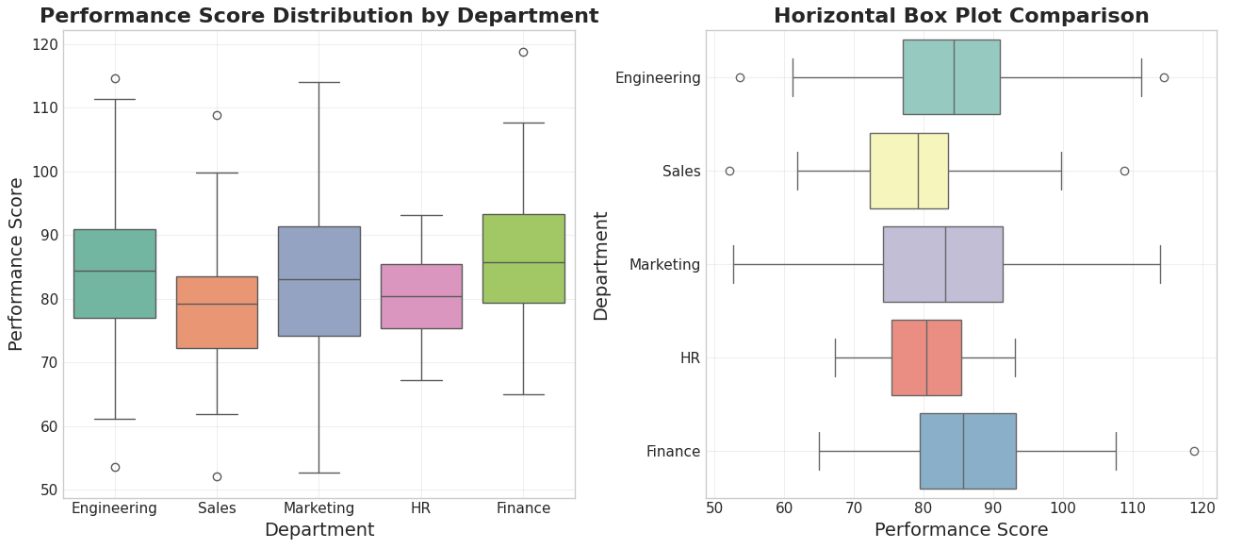 Performance Score Distribution by Department
Performance Score
120
110
100
90
80
70
60
50
Engineering Sales Marketing HR Finance
Department
Horizontal Box Plot Comparison
Department
Engineering
Sales
Marketing
HR
Finance
50 60 70 80 90 100 110 120
Performance Score